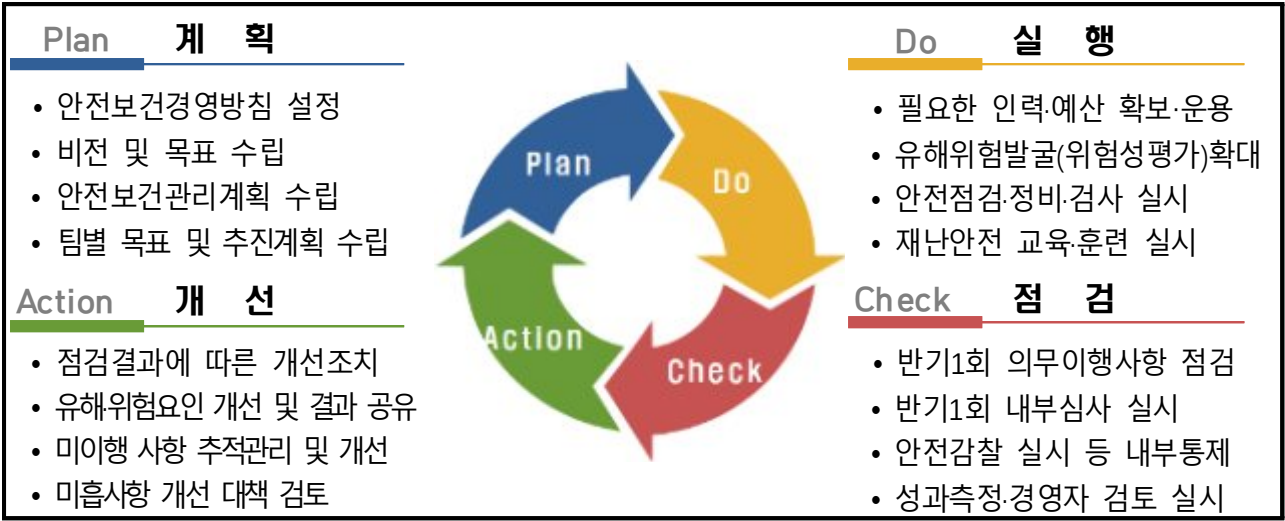 Plan 계 획
• 안전보건경영방침 설정
• 비전 및 목표 수립
• 안전보건관리계획 수립
• 팀별 목표 및 추진계획 수립
Do 실 행
• 필요한 인력·예산 확보·운용
• 유해위험발굴(위험성평가)확대
• 안전점검·정비·검사 실시
• 재난안전 교육·훈련 실시
Plan
Do
Action
Check
Action 개 선
• 점검결과에 따른 개선조치
• 유해·위험요인 개선 및 결과 공유
• 미이행 사항 추적관리 및 개선
• 미흡사항 개선 대책 검토
Check 점 검
• 반기1회 의무이행사항 점검
• 반기1회 내부심사 실시
• 안전감찰 실시 등 내부통제
• 성과측정·경영자 검토 실시